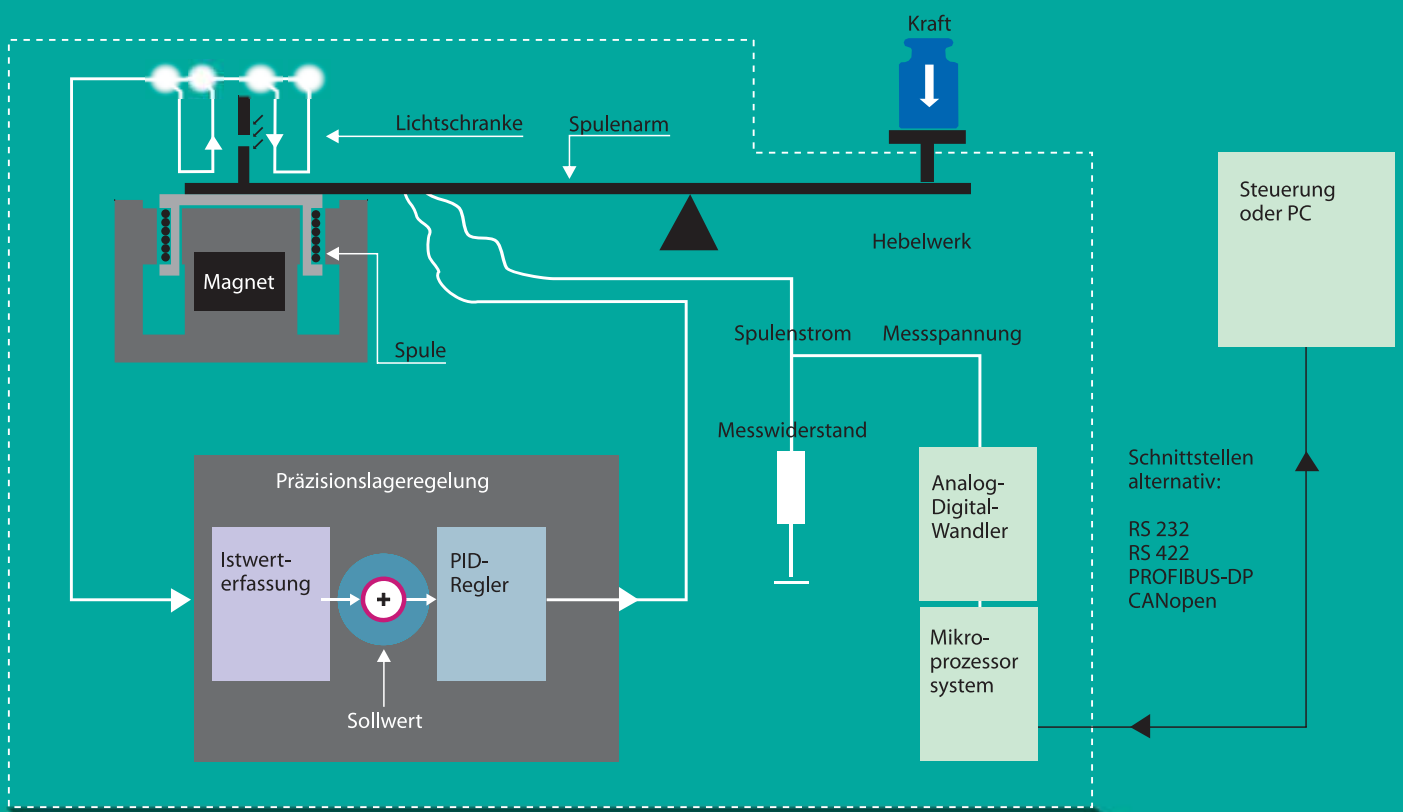 Kraft
Lichtschranke
Spulenarm
Steuerung
oder PC
Hebelwerk
Magnet
Spule
Spulenstrom
Messspannung
Messwiderstand
Präzisionslageregelung
Istwert-
erfassung
+
PID-
Regler
Sollwert
Analog-
Digital-
Wandler
Mikro-
prozessor
system
Schnittstellen
alternativ:
RS 232
RS 422
PROFIBUS-DP
CANopen